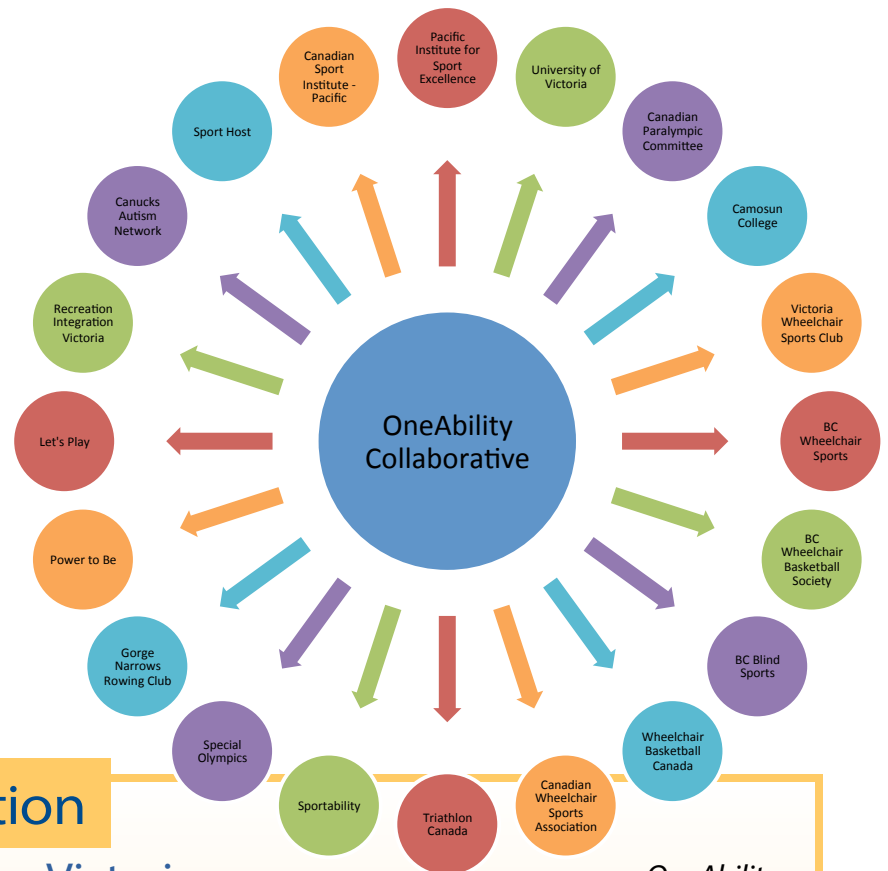 Pacific
Institute for
Sport
Excellence
University of
Victoria
Canadian
Paralympic
Committee
Camosun
College
Victoria
Wheelchair
Sports Club
BC
Wheelchair
Sports
BC
Wheelchair
Basketball
Society
BC Blind
Sports
Wheelchair
Basketball
Canada
Canadian
Wheelchair
Sports
Association
Triathlon
Canada
Sportability
Special
Olympics
Gorge
Narrows
Rowing Club
Power to Be
Let's Play
Recreation
Integration
Victoria
Canucks
Autism
Network
Sport Host
Canadian
Sport
Institute -
Pacific
OneAbility
Collaborative
tion